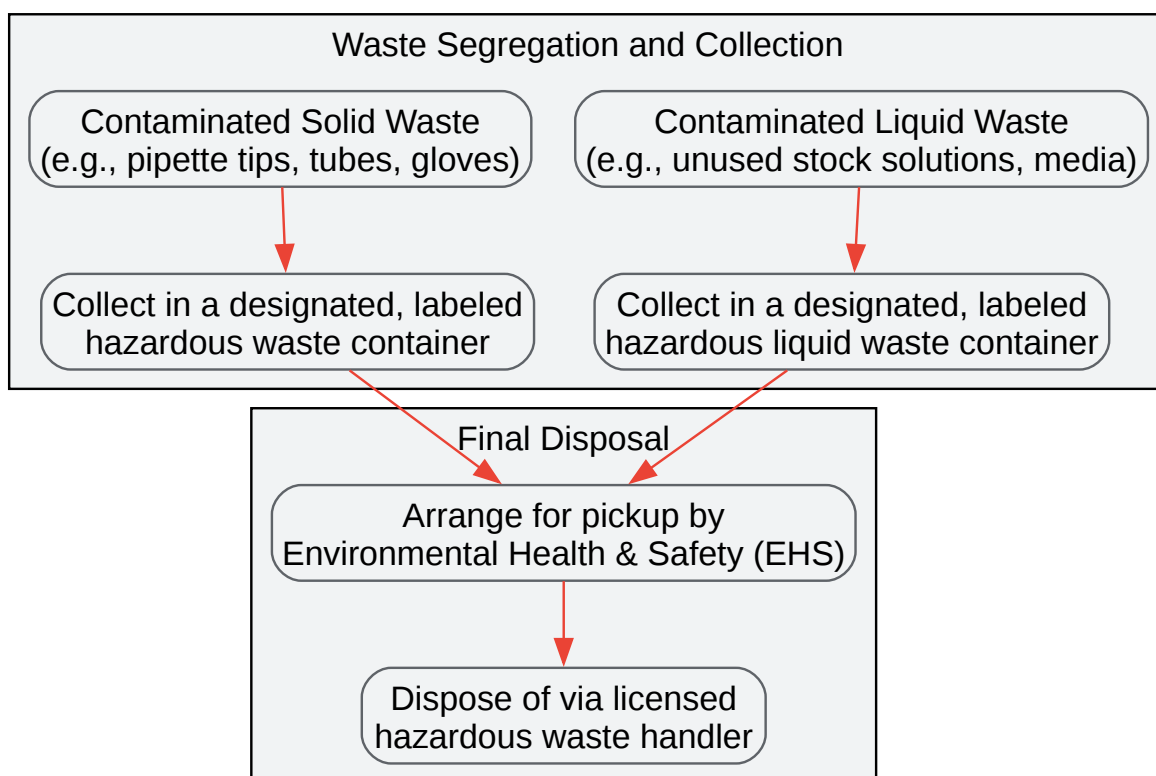 Waste Segregation and Collection
Contaminated Solid Waste
(e.g., pipette tips, tubes, gloves)
Contaminated Liquid Waste
(e.g., unused stock solutions, media)
Collect in a designated, labeled
hazardous waste container
Collect in a designated, labeled
hazardous liquid waste container
Final Disposal
Arrange for pickup by
Environmental Health & Safety (EHS)
Dispose of via licensed
hazardous waste handler